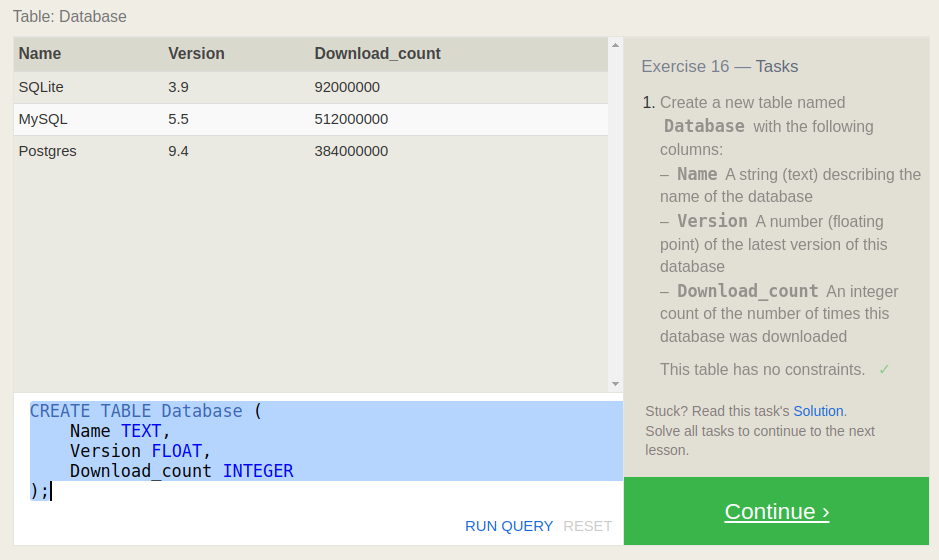 Table: Database
Name Version Download_count
SQLite 3.9 92000000
MySQL 5.5 512000000
Postgres 9.4 384000000
CREATE TABLE Database (
    Name TEXT,
    Version FLOAT,
    Download_count INTEGER
);
RUN QUERY RESET
Exercise 16 — Tasks
1. Create a new table named
Database with the following
columns:
– Name A string (text) describing the
name of the database
– Version A number (floating
point) of the latest version of this
database
– Download_count An integer
count of the number of times this
database was downloaded
This table has no constraints. ✓
Stuck? Read this task's Solution.
Solve all tasks to continue to the next
lesson.
Continue ›